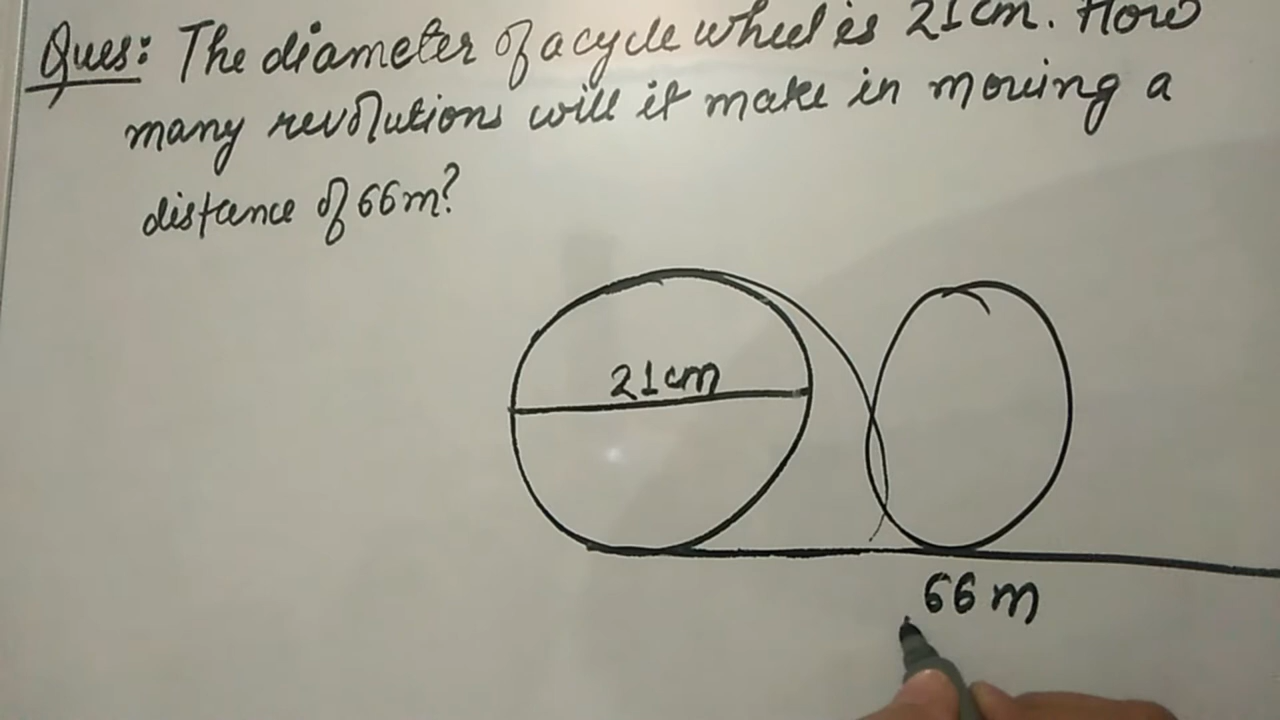 Ques: The diameter of a cycle wheel is 21cm. How
many revolutions will it make in moving a
distance of 66m?
21cm
66 m